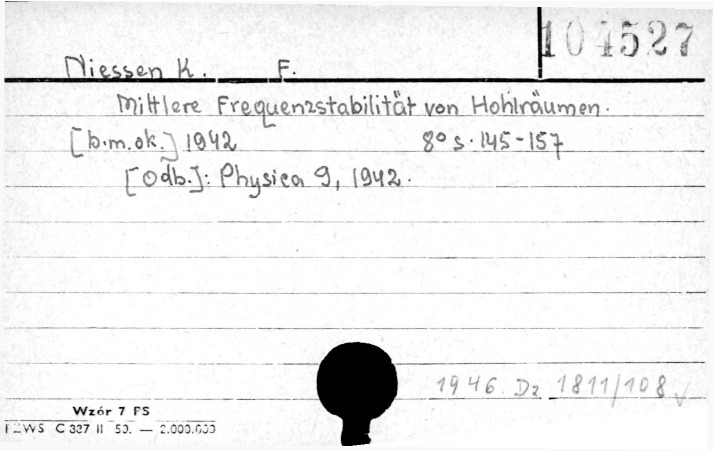 104527
Niessen K. F.
Mittlere Frequenzstabilität von Hohlräumen.
[b.m.ok.] 1942 8° s. 145-157
[Odb.]: Physica 9, 1942.
1946 Dz 1811/108 √
Wzór 7 PS
PZWS C 337 II 50. — 2.000.000